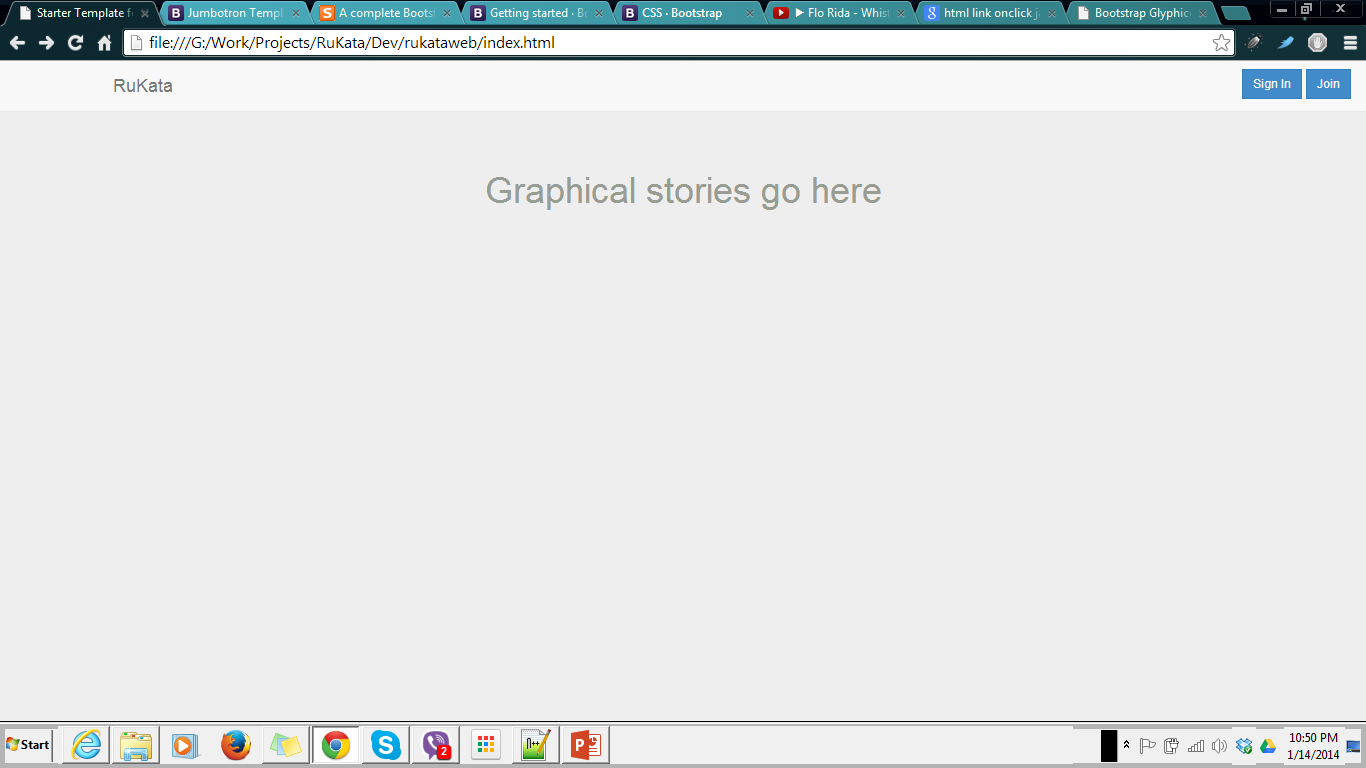 Starter Template f
Jumbotron Templ
A complete Boots
Getting started · B
CSS · Bootstrap
▶ Flo Rida - Whist
html link onclick j
Bootstrap Glyphic
file:///G:/Work/Projects/RuKata/Dev/rukataweb/index.html
RuKata
Sign In
Join
Graphical stories go here
Start
2
10:50 PM
1/14/2014